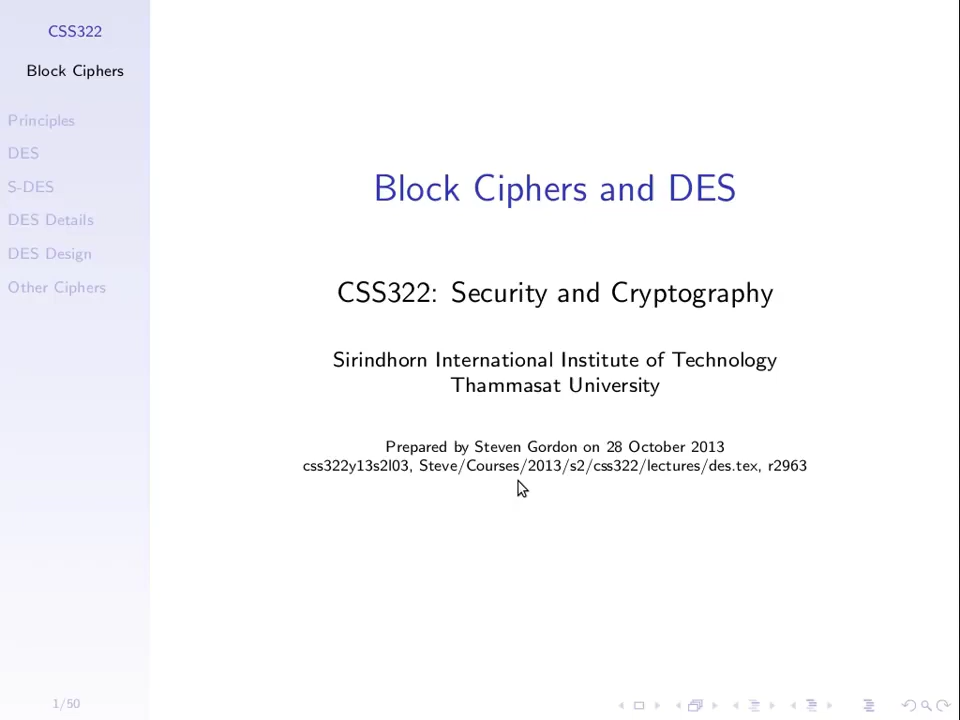 CSS322
Block Ciphers
Principles
DES
S-DES
DES Details
DES Design
Other Ciphers
1/50
Block Ciphers and DES
CSS322: Security and Cryptography
Sirindhorn International Institute of Technology
Thammasat University
Prepared by Steven Gordon on 28 October 2013
css322y13s2l03, Steve/Courses/2013/s2/css322/lectures/des.tex, r2963